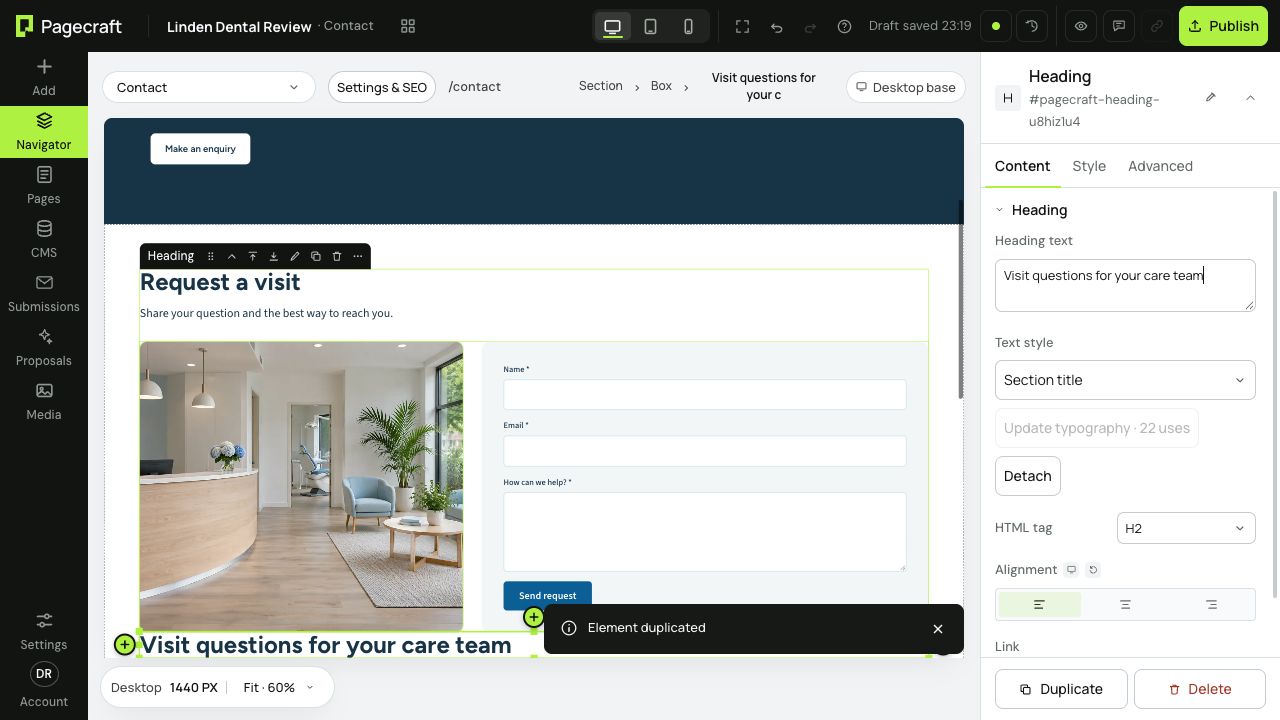 Pagecraft
Linden Dental Review · Contact
Draft saved 23:19
Publish
Add
Navigator
Pages
CMS
Submissions
Proposals
Media
Settings
DR
Account
Contact
Settings & SEO
/contact
Section › Box › Visit questions for
your c
Desktop base
Make an enquiry
Heading
Request a visit
Share your question and the best way to reach you.
Name *
Email *
How can we help? *
Send request
Visit questions for your care team
Element duplicated
Desktop 1440 PX
Fit · 60%
Heading
H
#pagecraft-heading-
u8hiz1u4
Content
Style
Advanced
Heading
Heading text
Visit questions for your care team
Text style
Section title
Update typography · 22 uses
Detach
HTML tag
H2
Alignment
Link
Duplicate
Delete